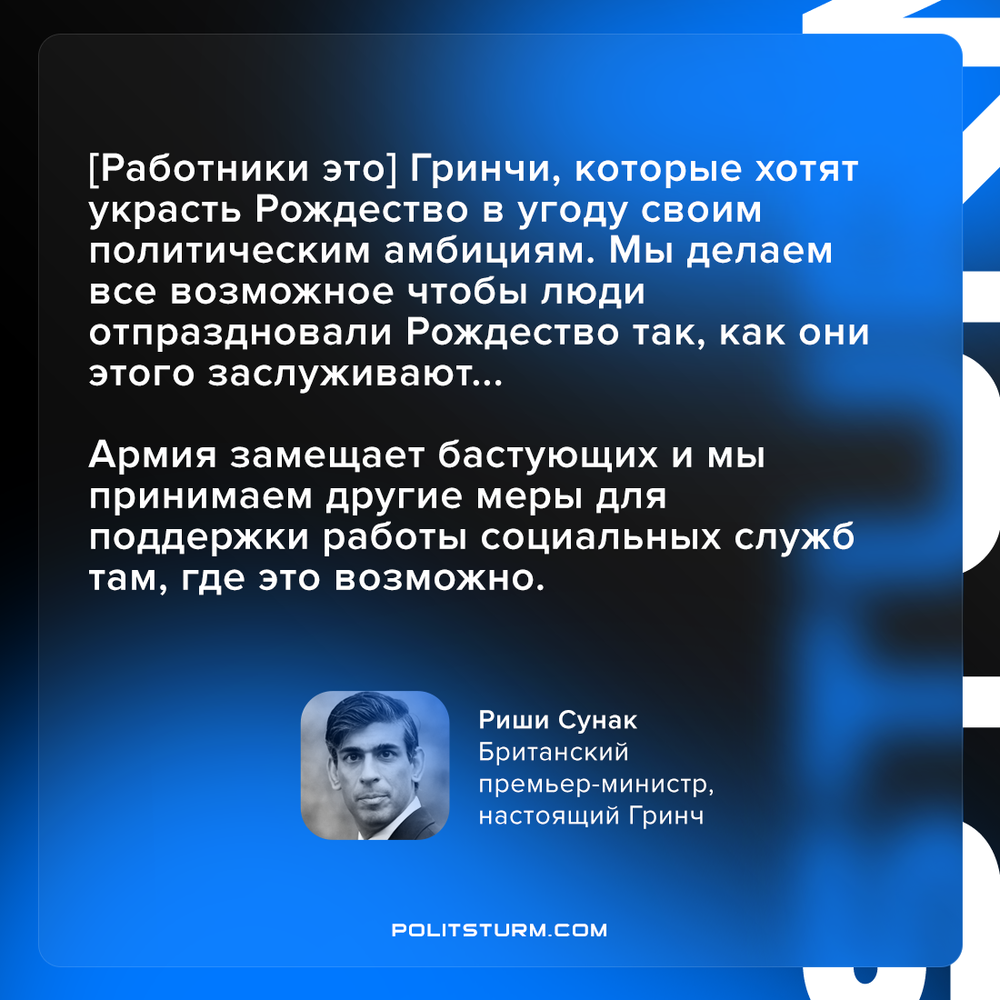 [Работники это] Гринчи, которые хотят
украсть Рождество в угоду своим
политическим амбициям. Мы делаем
все возможное чтобы люди
отпраздновали Рождество так, как они
этого заслуживают...
Армия замещает бастующих и мы
принимаем другие меры для
поддержки работы социальных служб
там, где это возможно.
Риши Сунак
Британский
премьер-министр,
настоящий Гринч
POLITSTURM.COM